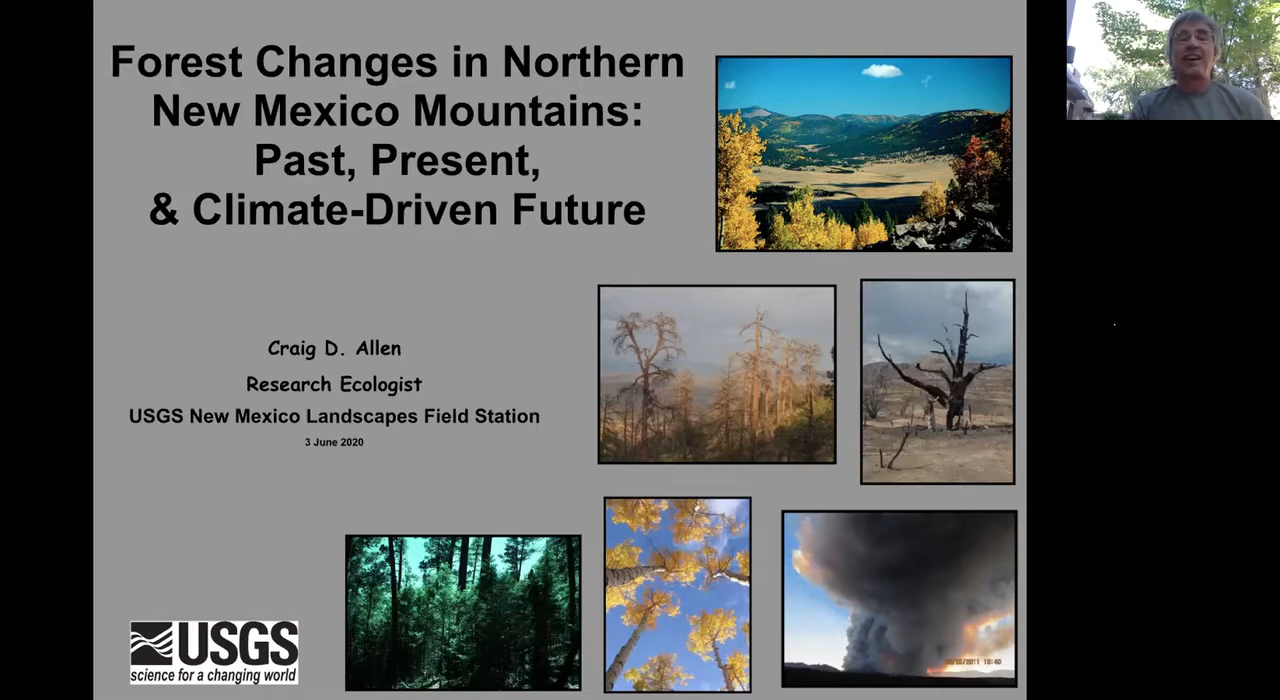 Forest Changes in Northern
New Mexico Mountains:
Past, Present,
& Climate-Driven Future
Craig D. Allen
Research Ecologist
USGS New Mexico Landscapes Field Station
3 June 2020
USGS
science for a changing world